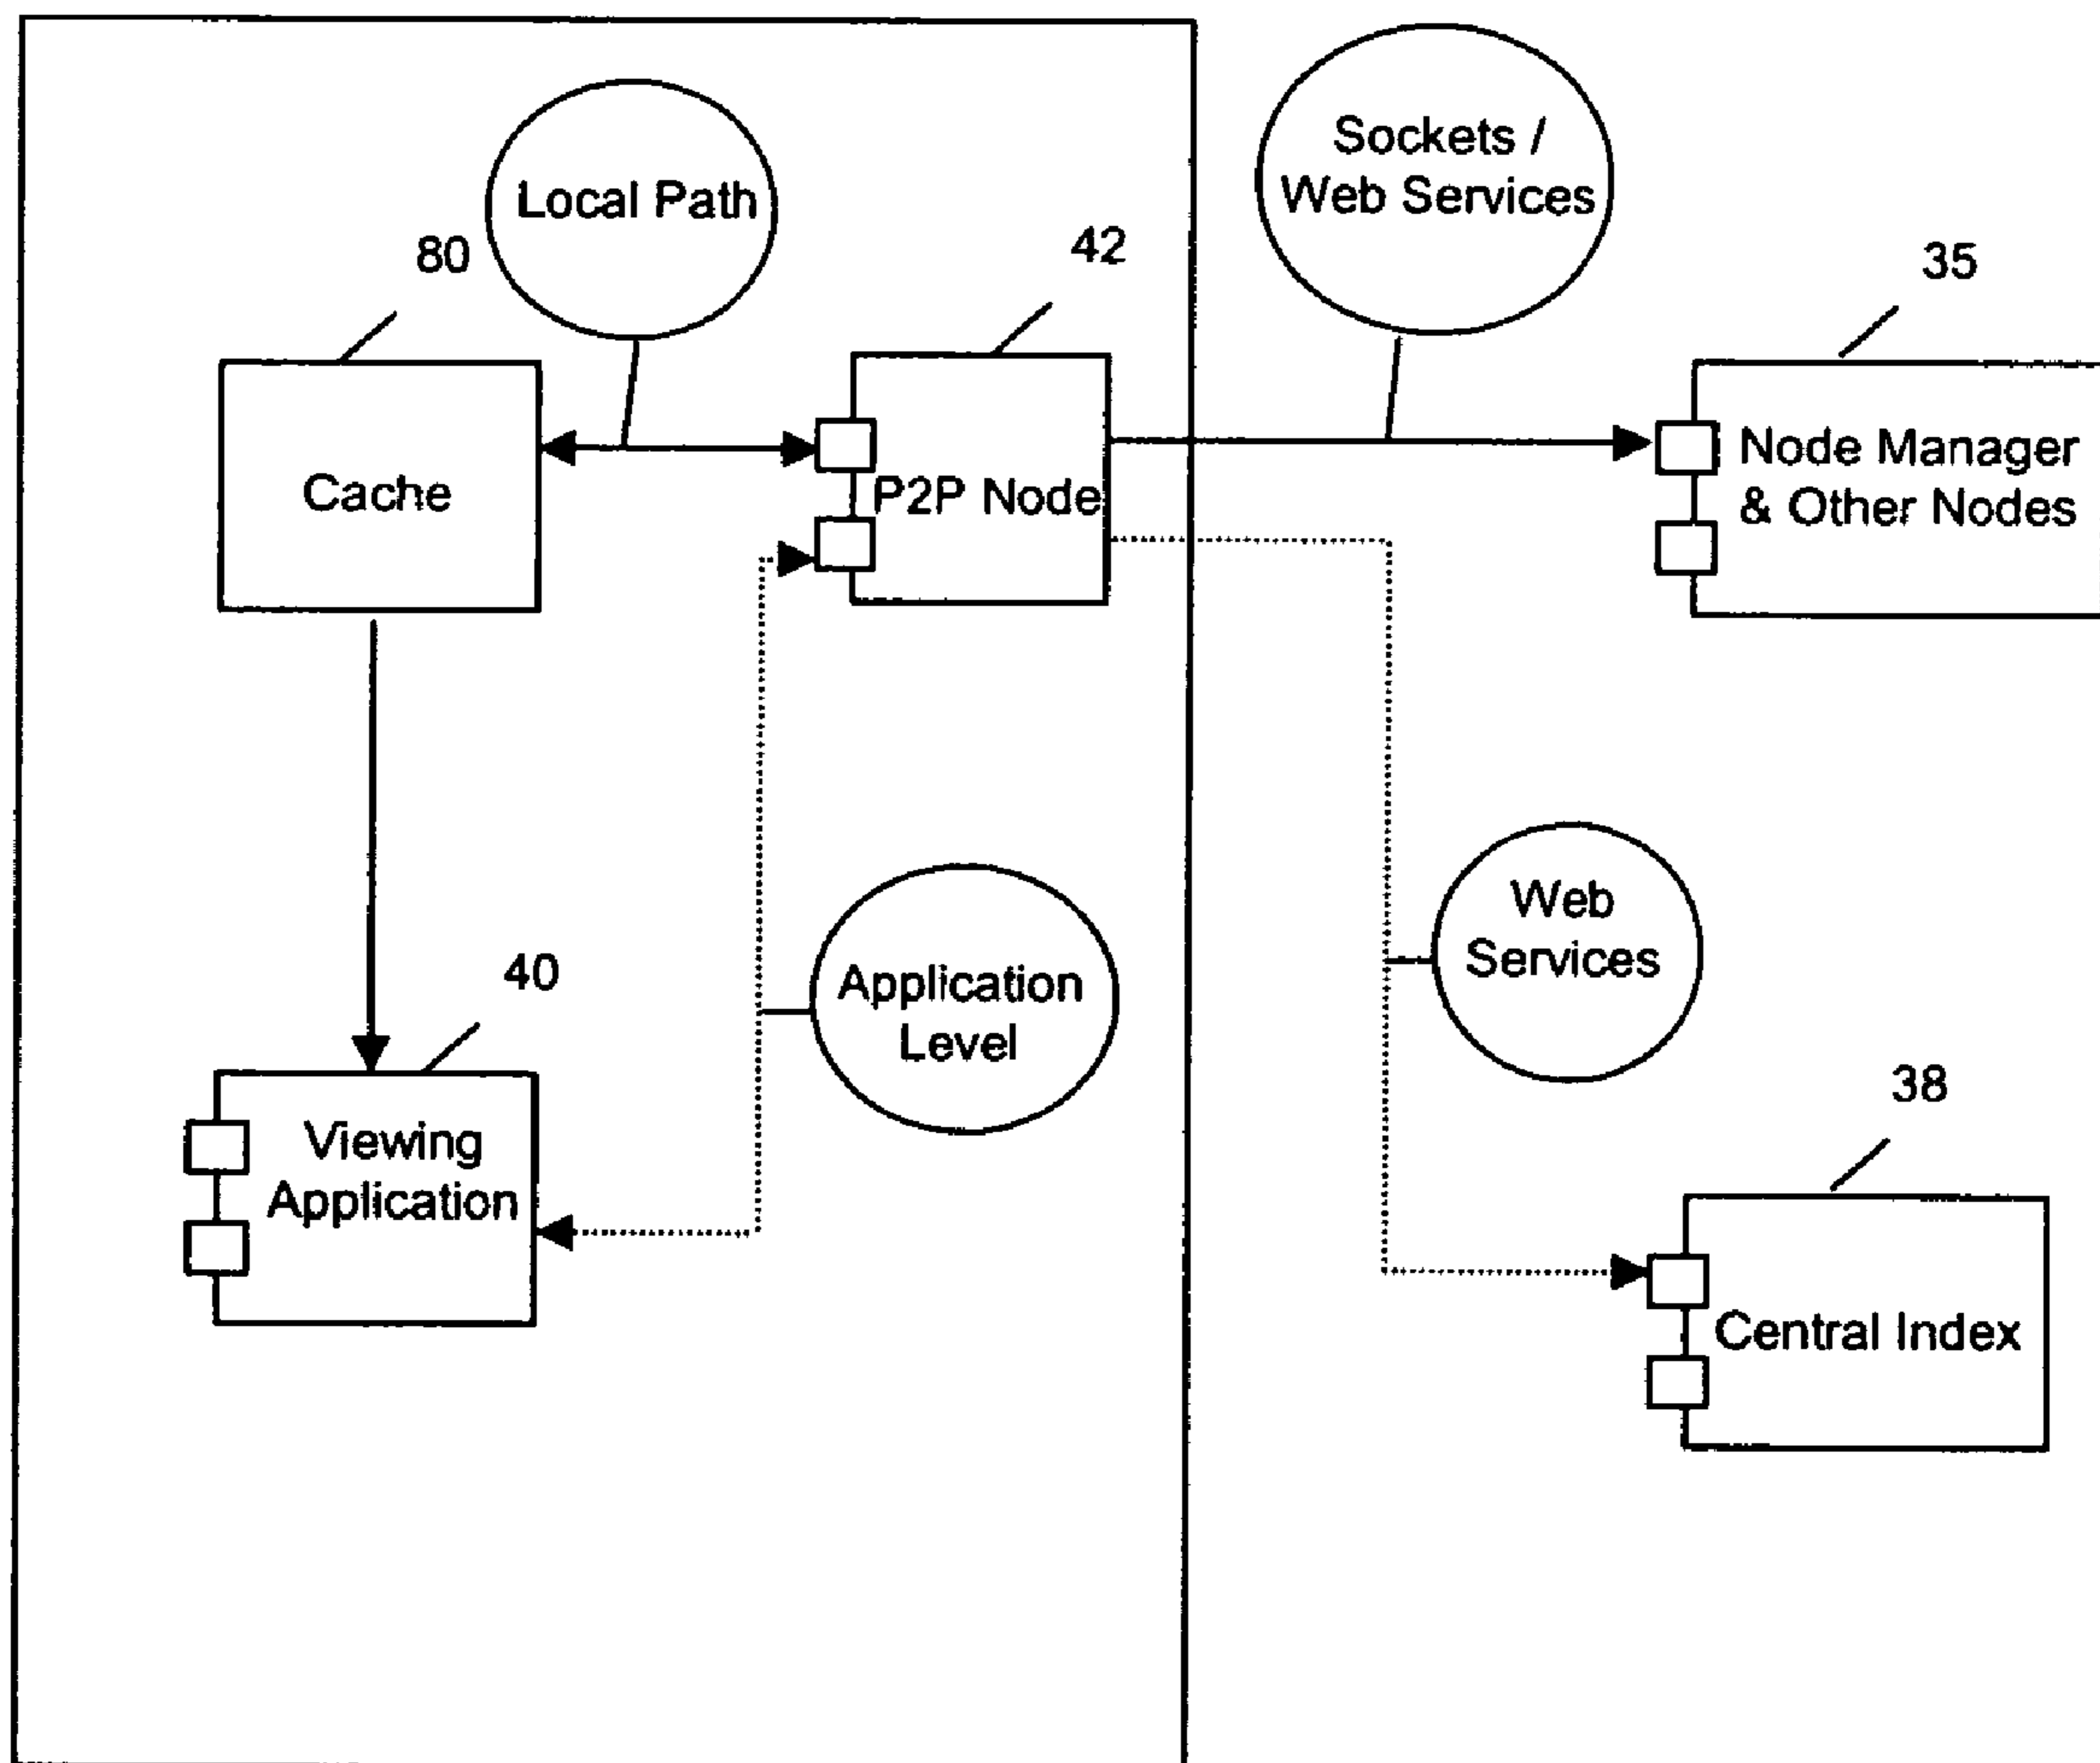 Sockets /
Web Services
Local Path
80
42
35
Cache
P2P Node
Node Manager
& Other Nodes
Web
Services
40
Application
Level
38
Viewing
Application
Central Index